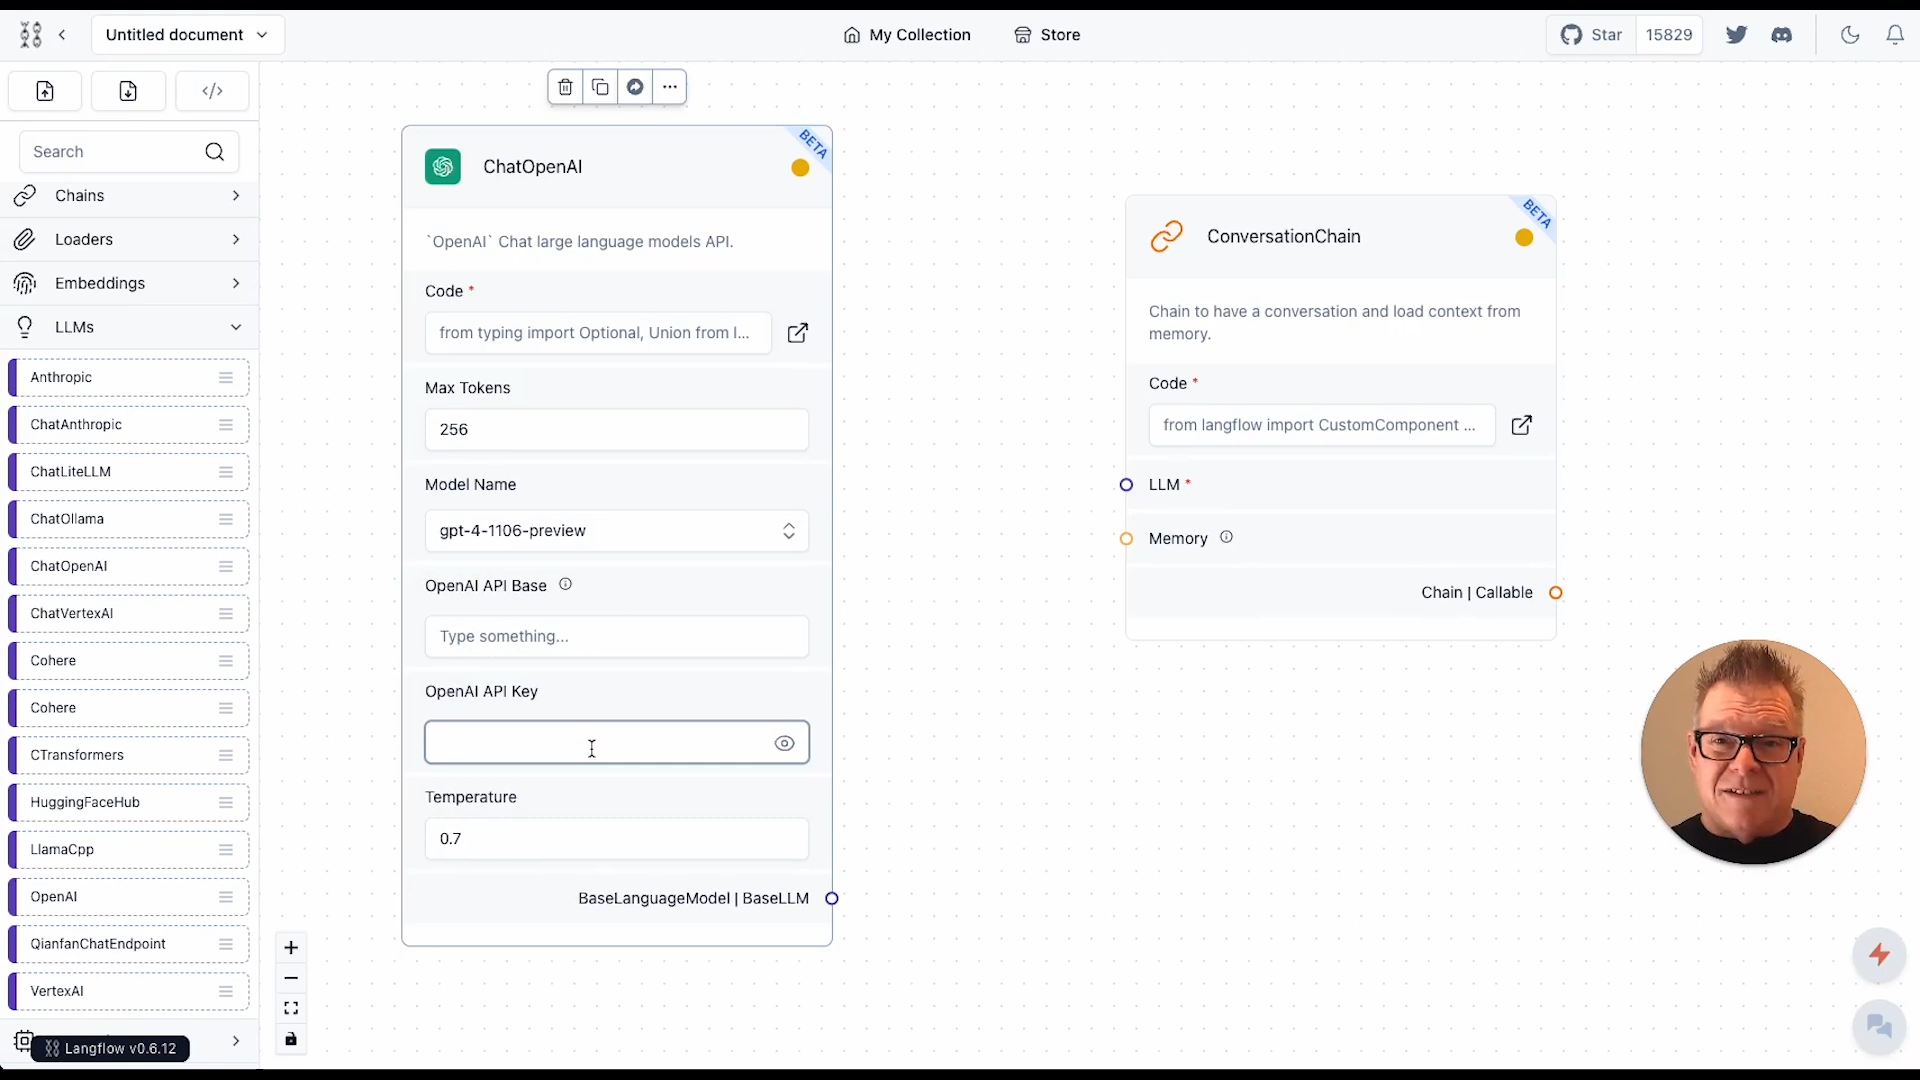 Untitled document
My Collection
Store
Star
15829
Search
Chains
Loaders
Embeddings
LLMs
Anthropic
ChatAnthropic
ChatLiteLLM
ChatOllama
ChatOpenAI
ChatVertexAI
Cohere
Cohere
CTransformers
HuggingFaceHub
LlamaCpp
OpenAI
QianfanChatEndpoint
VertexAI
Langflow v0.6.12
BETA
ChatOpenAI
`OpenAI` Chat large language models API.
Code *
from typing import Optional, Union from l...
Max Tokens
256
Model Name
gpt-4-1106-preview
OpenAI API Base
Type something...
OpenAI API Key
Temperature
0.7
BaseLanguageModel | BaseLLM
BETA
ConversationChain
Chain to have a conversation and load context from
memory.
Code *
from langflow import CustomComponent ...
LLM *
Memory
Chain | Callable